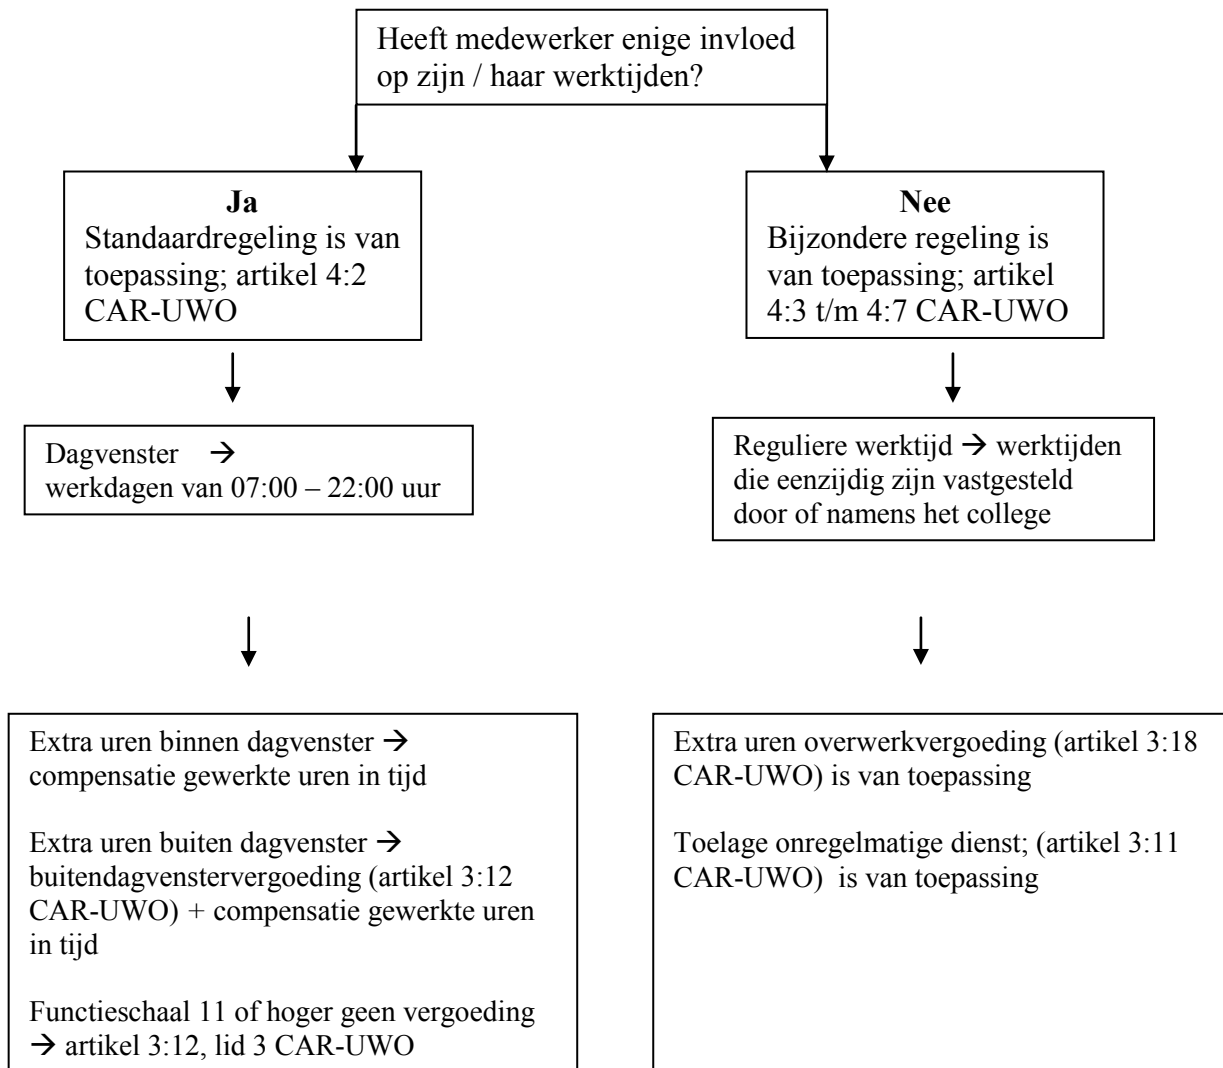 Heeft medewerker enige invloed
op zijn / haar werktijden?
Ja
Standaardregeling is van
toepassing; artikel 4:2
CAR-UWO
Nee
Bijzondere regeling is
van toepassing; artikel
4:3 t/m 4:7 CAR-UWO
Dagvenster →
werkdagen van 07:00 – 22:00 uur
Reguliere werktijd → werktijden
die eenzijdig zijn vastgesteld
door of namens het college
Extra uren binnen dagvenster →
compensatie gewerkte uren in tijd
Extra uren buiten dagvenster →
buitendagvenstervergoeding (artikel 3:12
CAR-UWO) + compensatie gewerkte uren
in tijd
Functieschaal 11 of hoger geen vergoeding
→ artikel 3:12, lid 3 CAR-UWO
Extra uren overwerkvergoeding (artikel 3:18
CAR-UWO) is van toepassing
Toelage onregelmatige dienst; (artikel 3:11
CAR-UWO) is van toepassing